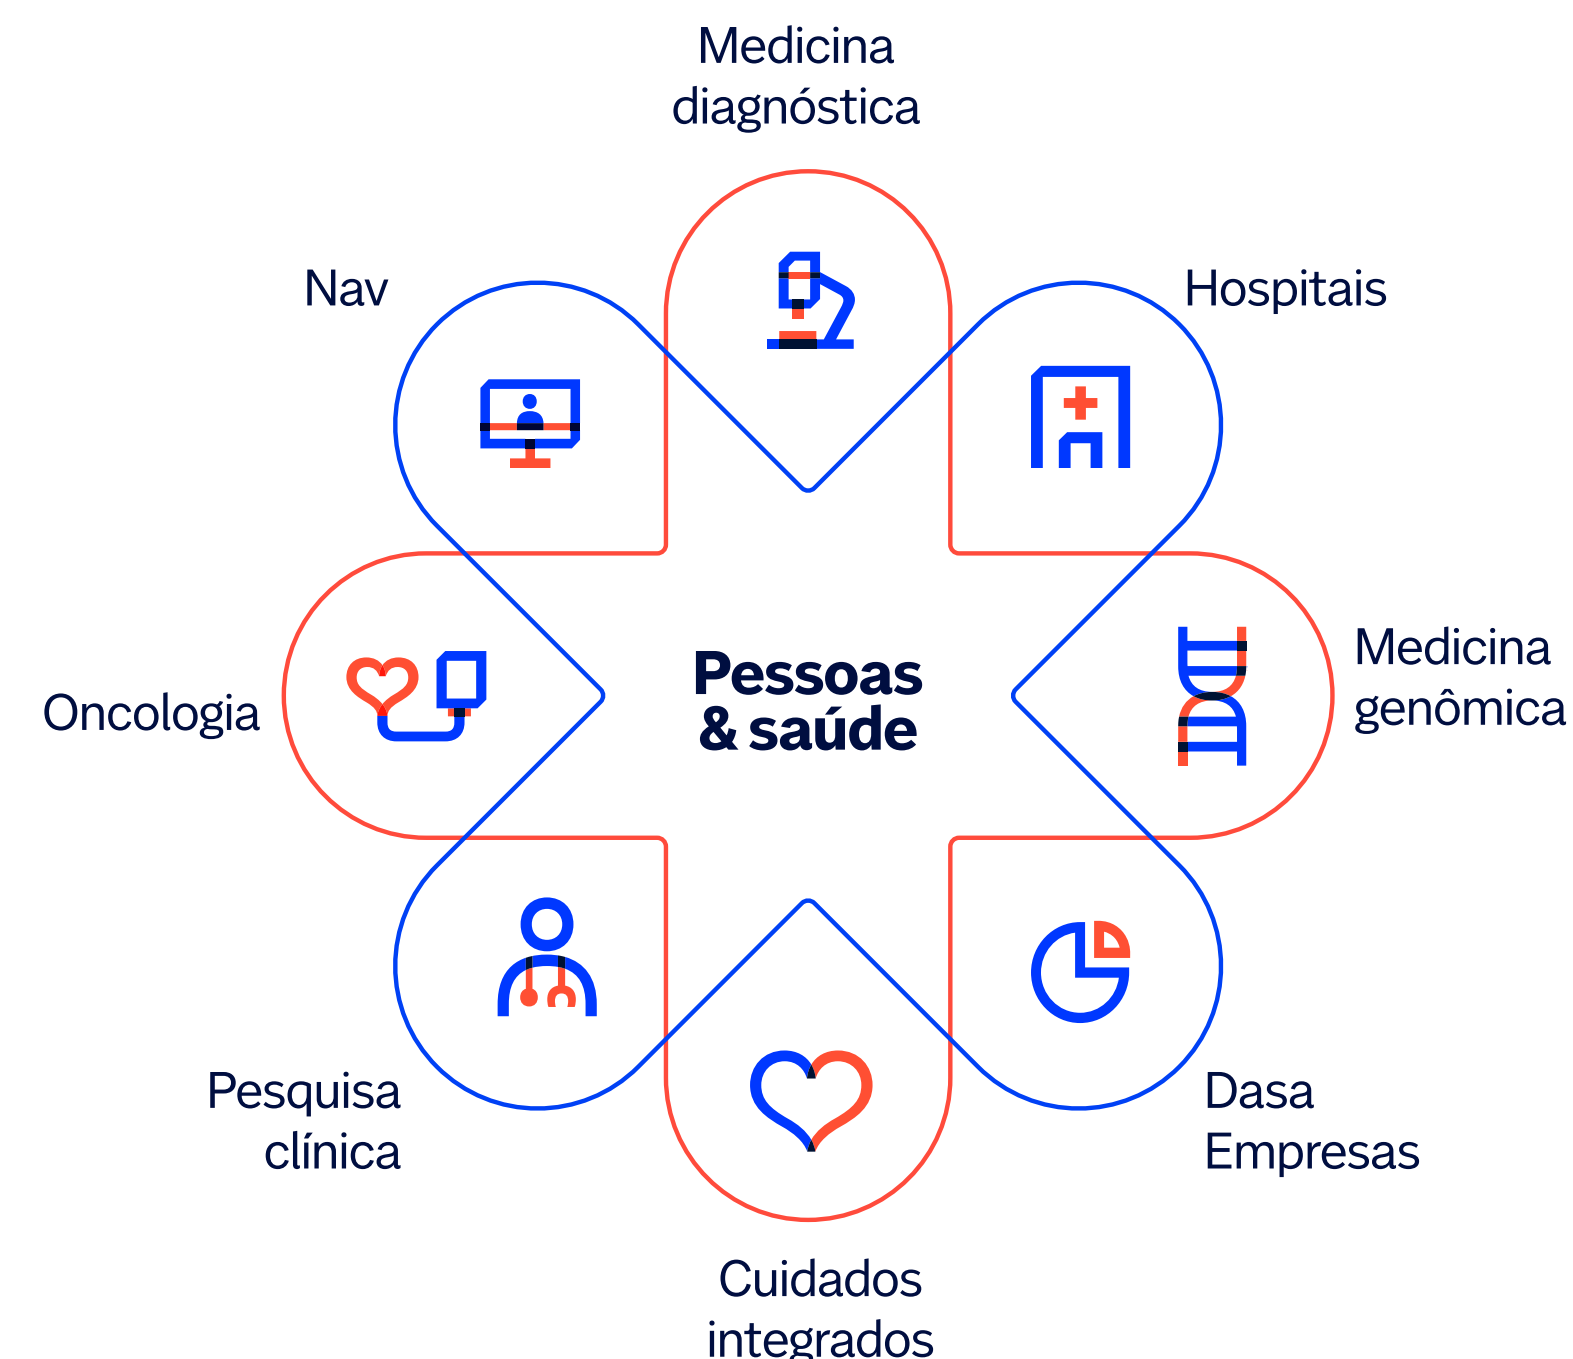 Medicina
diagnóstica
Nav
Hospitais
Oncologia
Pessoas
& saúde
Medicina
genômica
Pesquisa
clínica
Dasa
Empresas
Cuidados
integrados